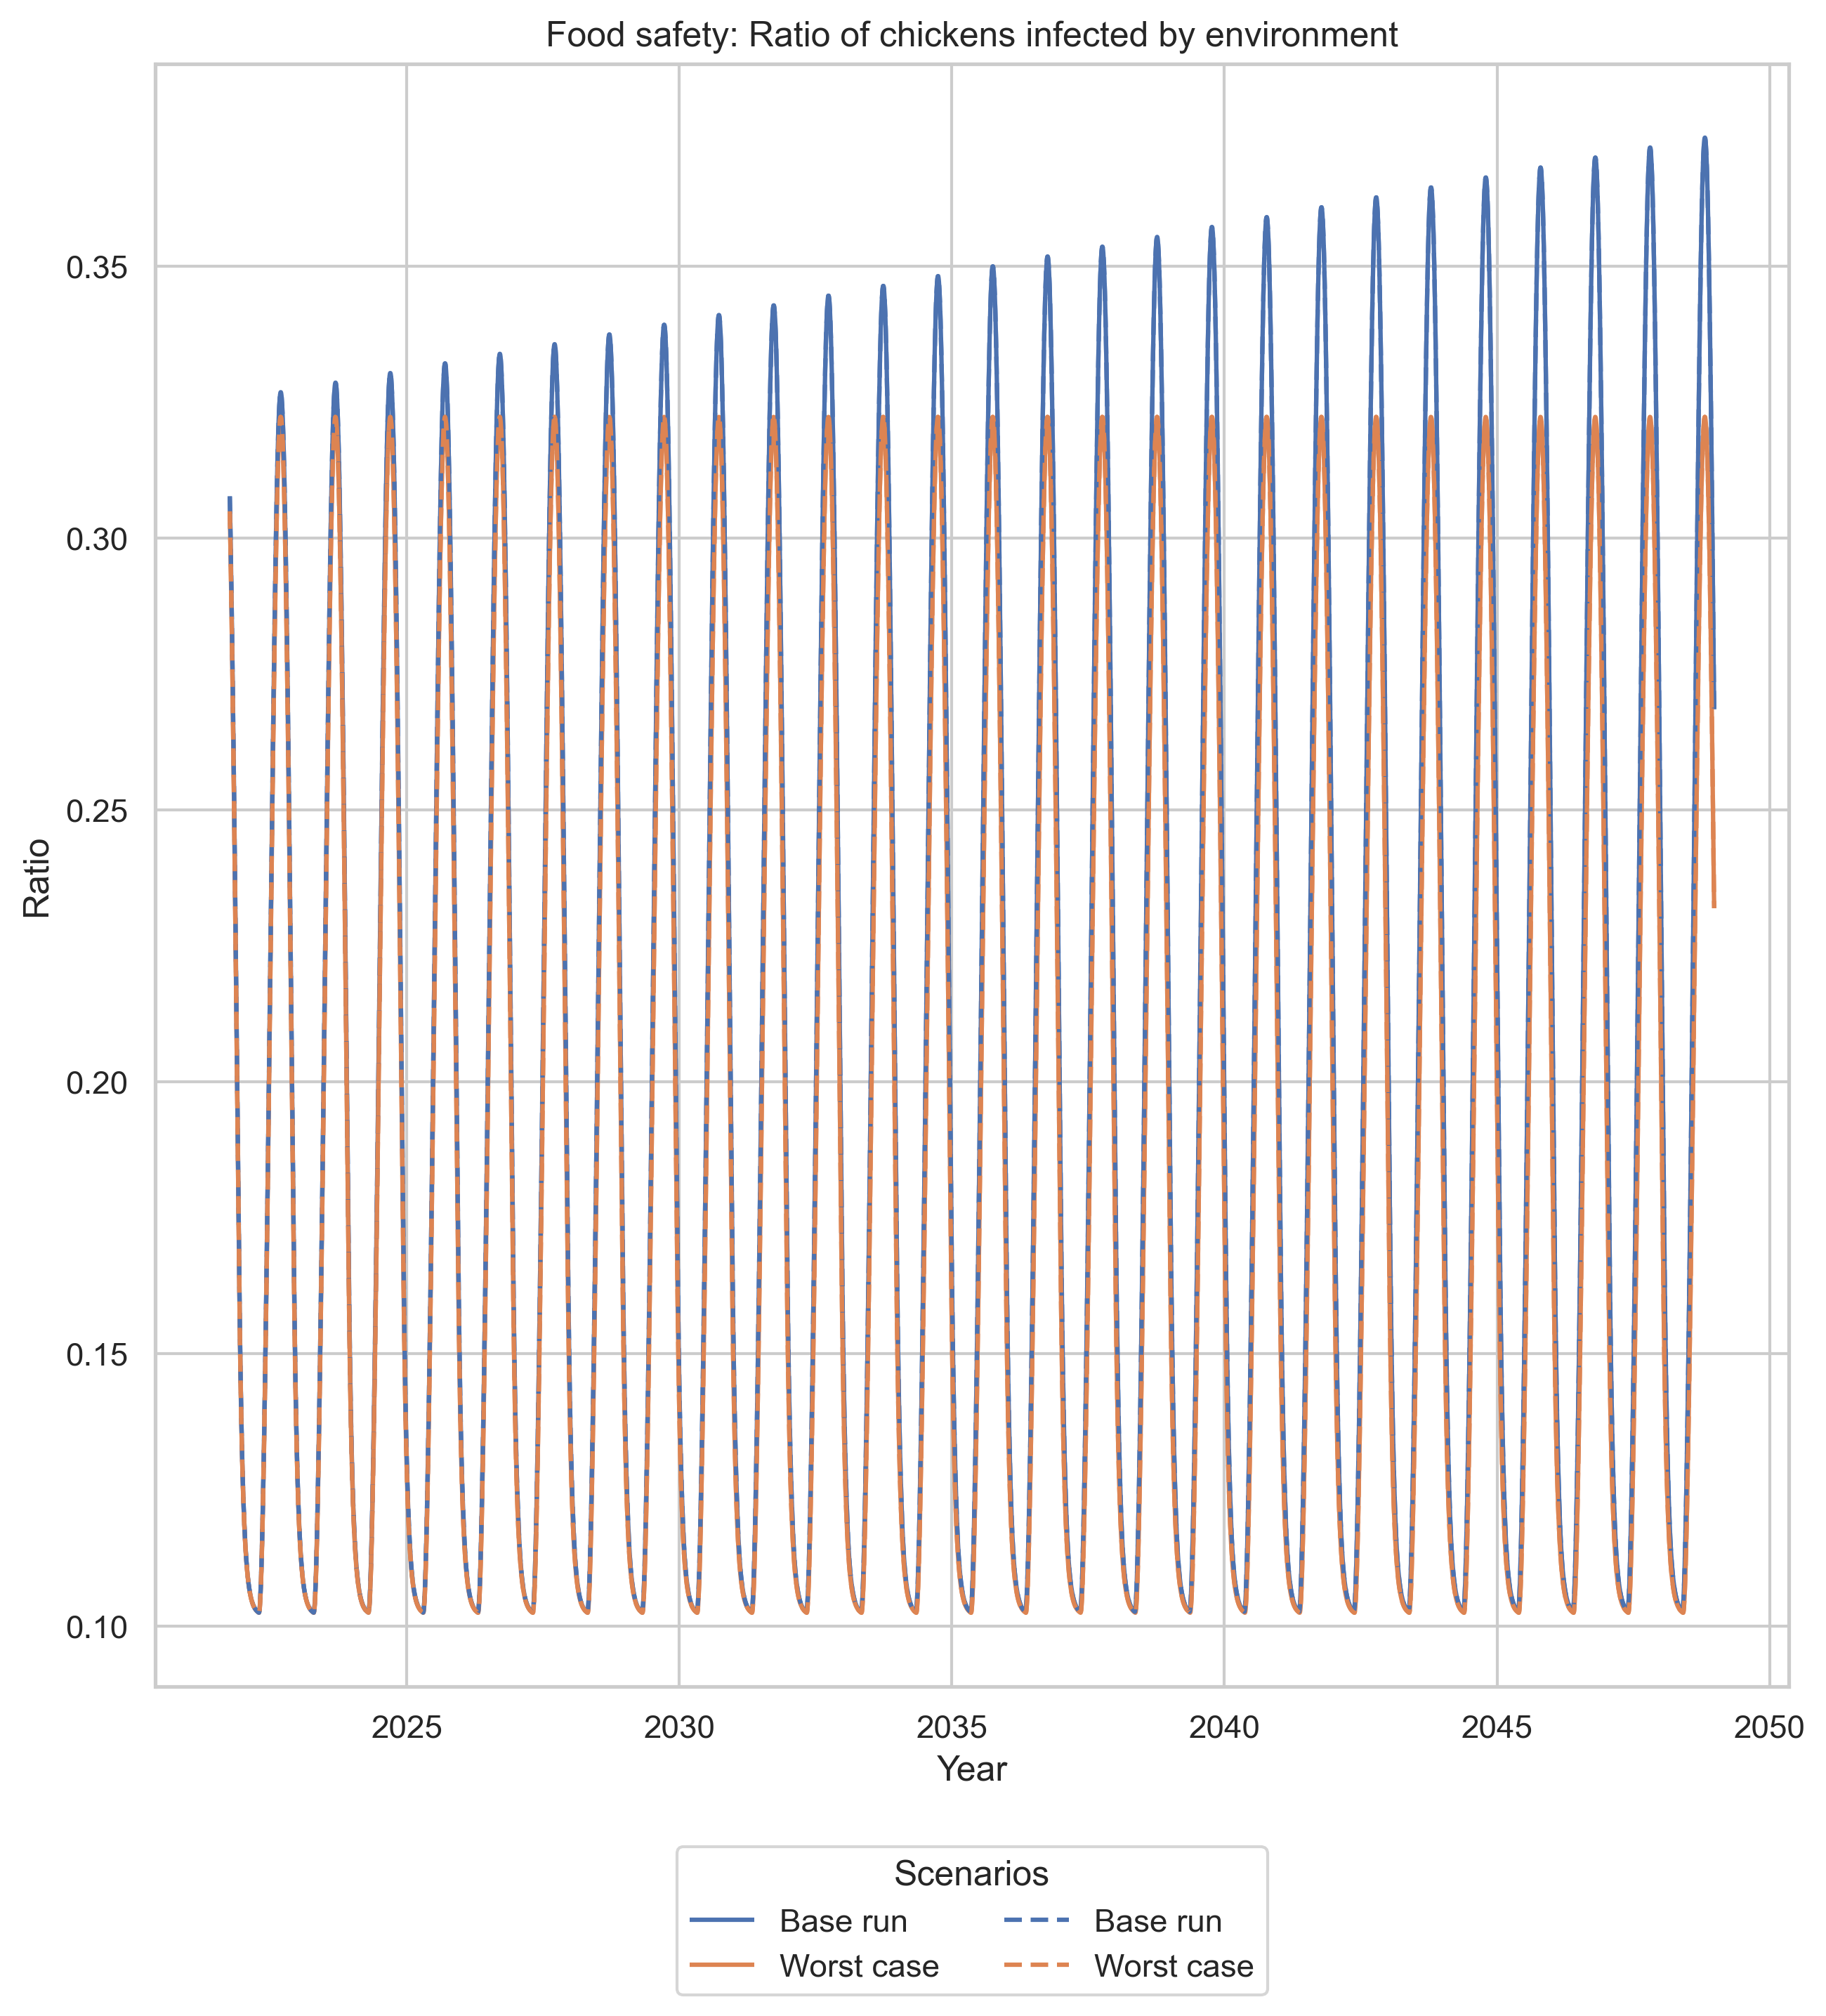 Food safety: Ratio of chickens infected by environment
0.35
0.30
0.25
0.20
0.15
0.10
Ratio
2025 2030 2035 2040 2045 2050
Year
Scenarios
Base run Base run
Worst case Worst case